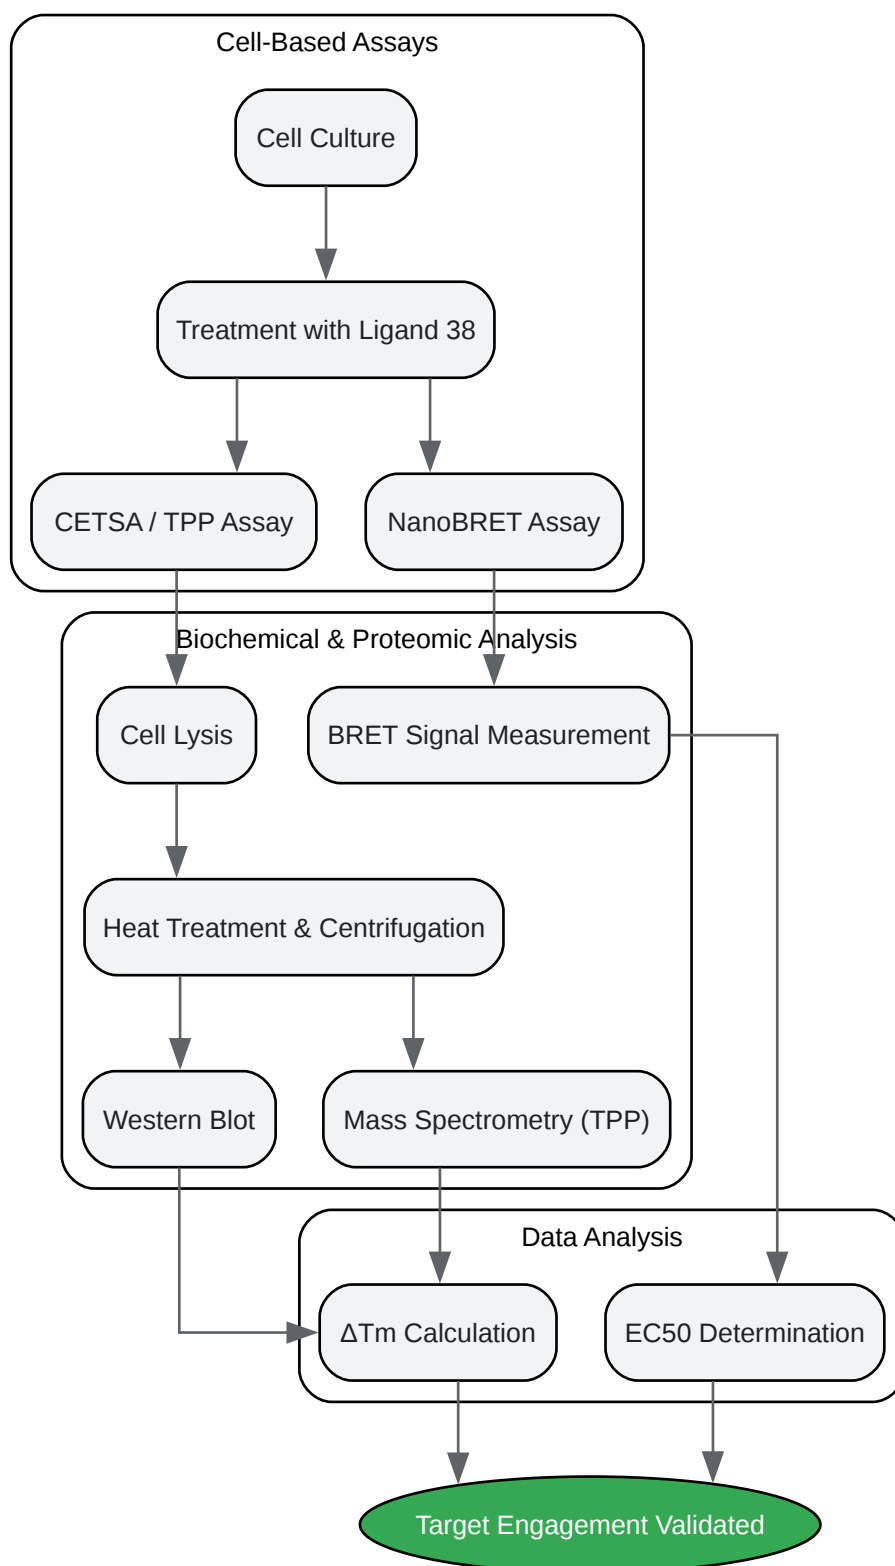 Cell-Based Assays
Cell Culture
Treatment with Ligand 38
CETSA / TPP Assay
NanoBRET Assay
Biochemical & Proteomic Analysis
Cell Lysis
BRET Signal Measurement
Heat Treatment & Centrifugation
Western Blot
Mass Spectrometry (TPP)
Data Analysis
ΔTm Calculation
EC50 Determination
Target Engagement Validated